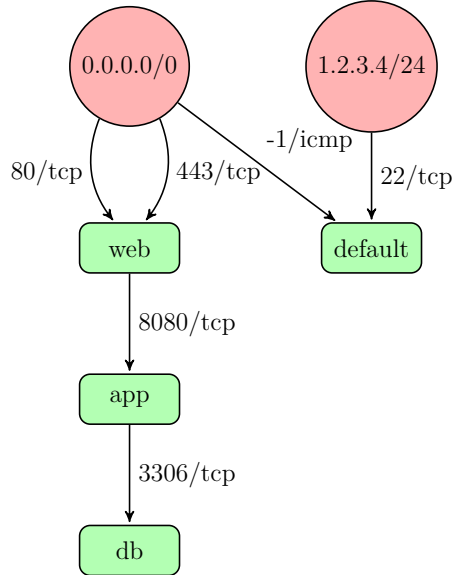 0.0.0.0/0
1.2.3.4/24
-1/icmp
80/tcp
443/tcp
22/tcp
web
default
8080/tcp
app
3306/tcp
db